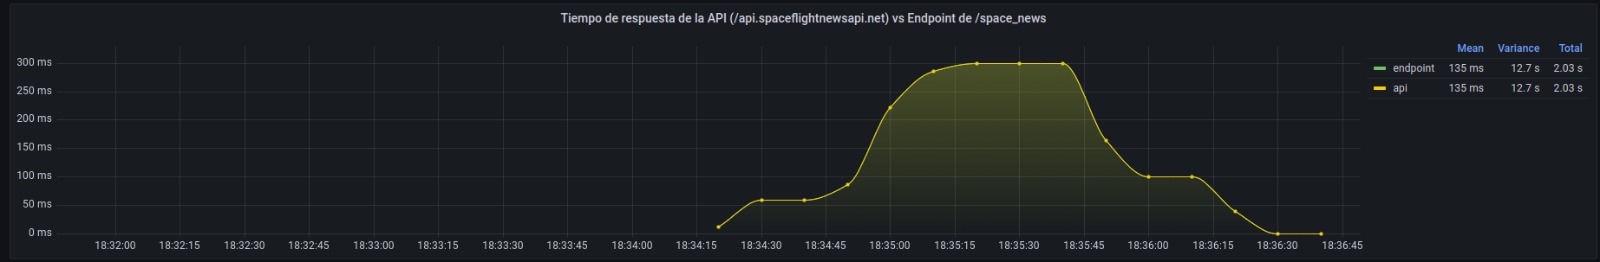 Tiempo de respuesta de la API (/api.spaceflightnewsapi.net) vs Endpoint de /space_news
300 ms
250 ms
200 ms
150 ms
100 ms
50 ms
0 ms
18:32:00 18:32:15 18:32:30 18:32:45 18:33:00 18:33:15 18:33:30 18:33:45 18:34:00 18:34:15 18:34:30 18:34:45 18:35:00 18:35:15 18:35:30 18:35:45 18:36:00 18:36:15 18:36:30 18:36:45
Mean Variance Total
endpoint 135 ms 12.7 s 2.03 s
api 135 ms 12.7 s 2.03 s